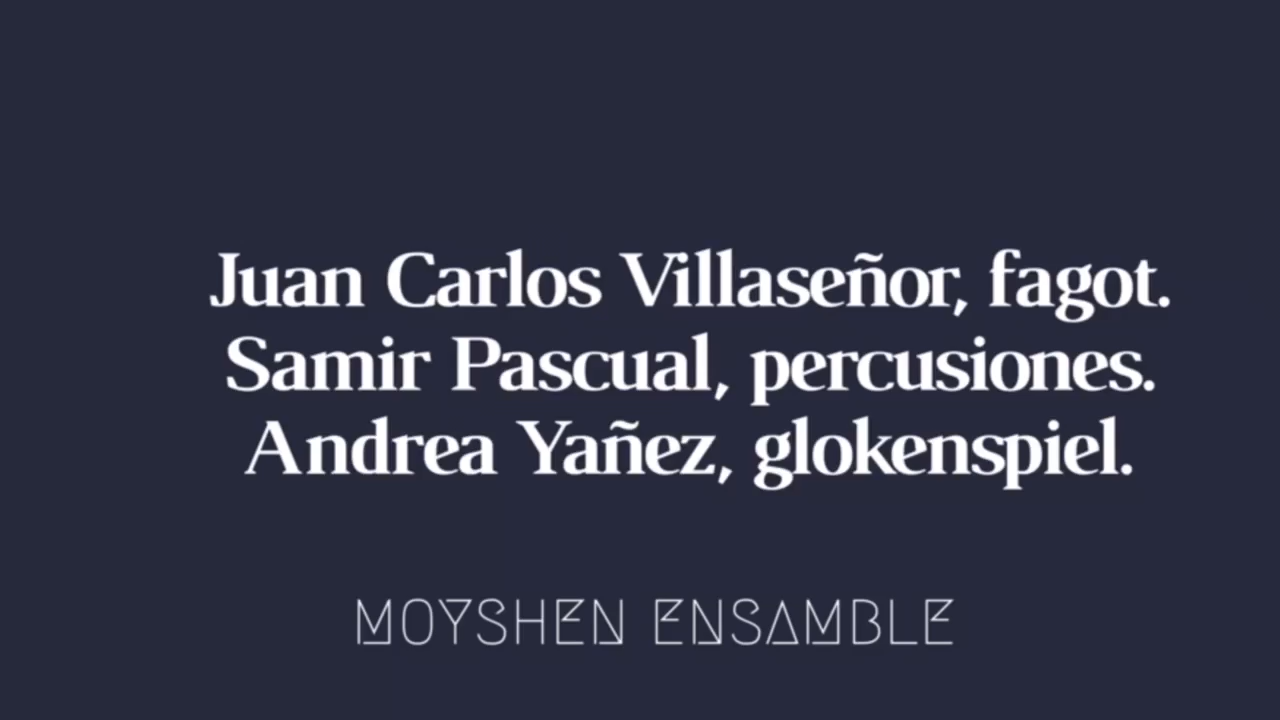 Juan Carlos Villaseñor, fagot.
Samir Pascual, percusiones.
Andrea Yañez, glokenspiel.
MOYSHEN ENSAMBLE